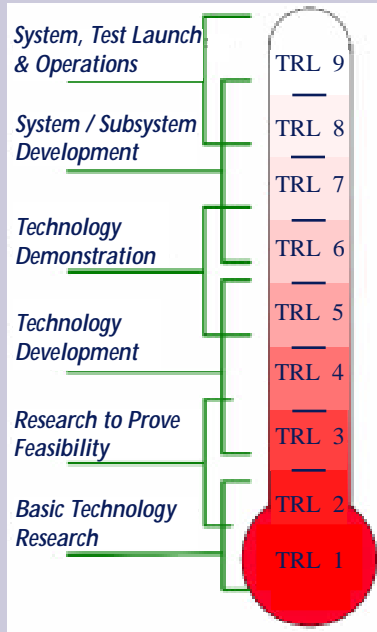 System, Test Launch
& Operations
System / Subsystem
Development
Technology
Demonstration
Technology
Development
Research to Prove
Feasibility
Basic Technology
Research
TRL 9
TRL 8
TRL 7
TRL 6
TRL 5
TRL 4
TRL 3
TRL 2
TRL 1